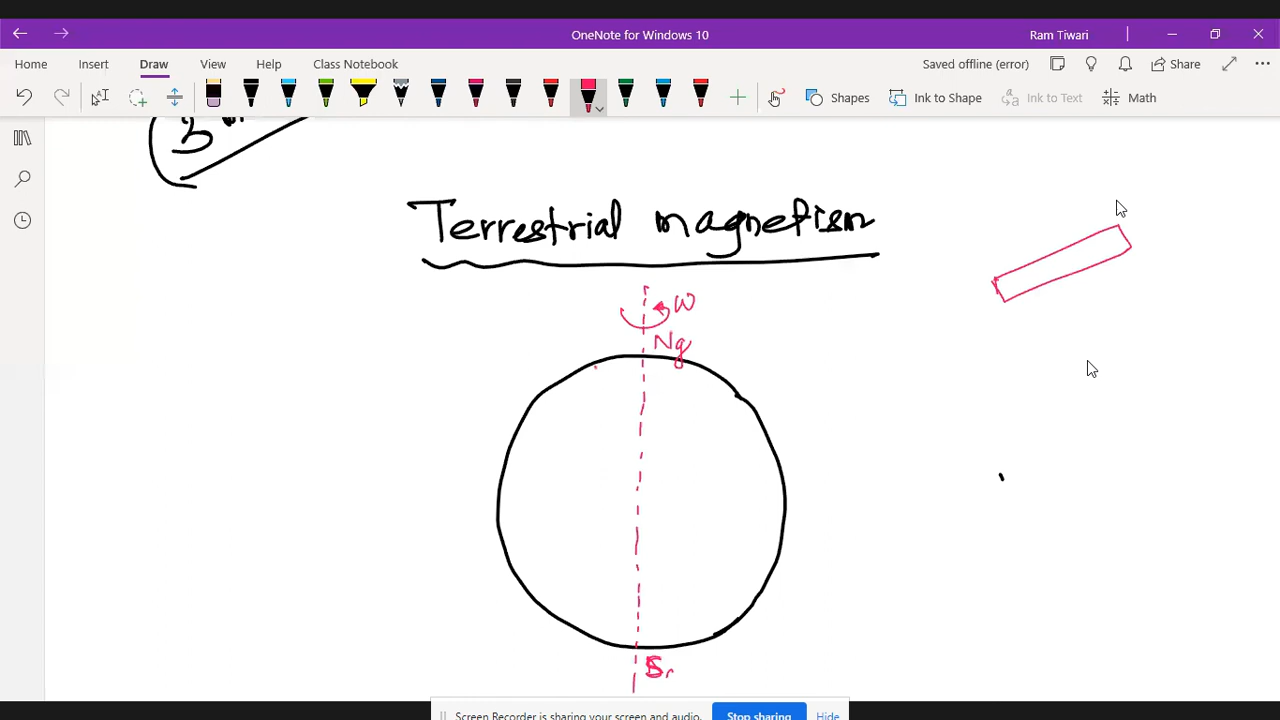 OneNote for Windows 10
Ram Tiwari
Home Insert Draw View Help Class Notebook
Saved offline (error) Share
Shapes Ink to Shape Ink to Text Math
3
Terrestrial magnetism
W
Ng
S
Screen Recorder is sharing your screen and audio. Stop sharing Hide